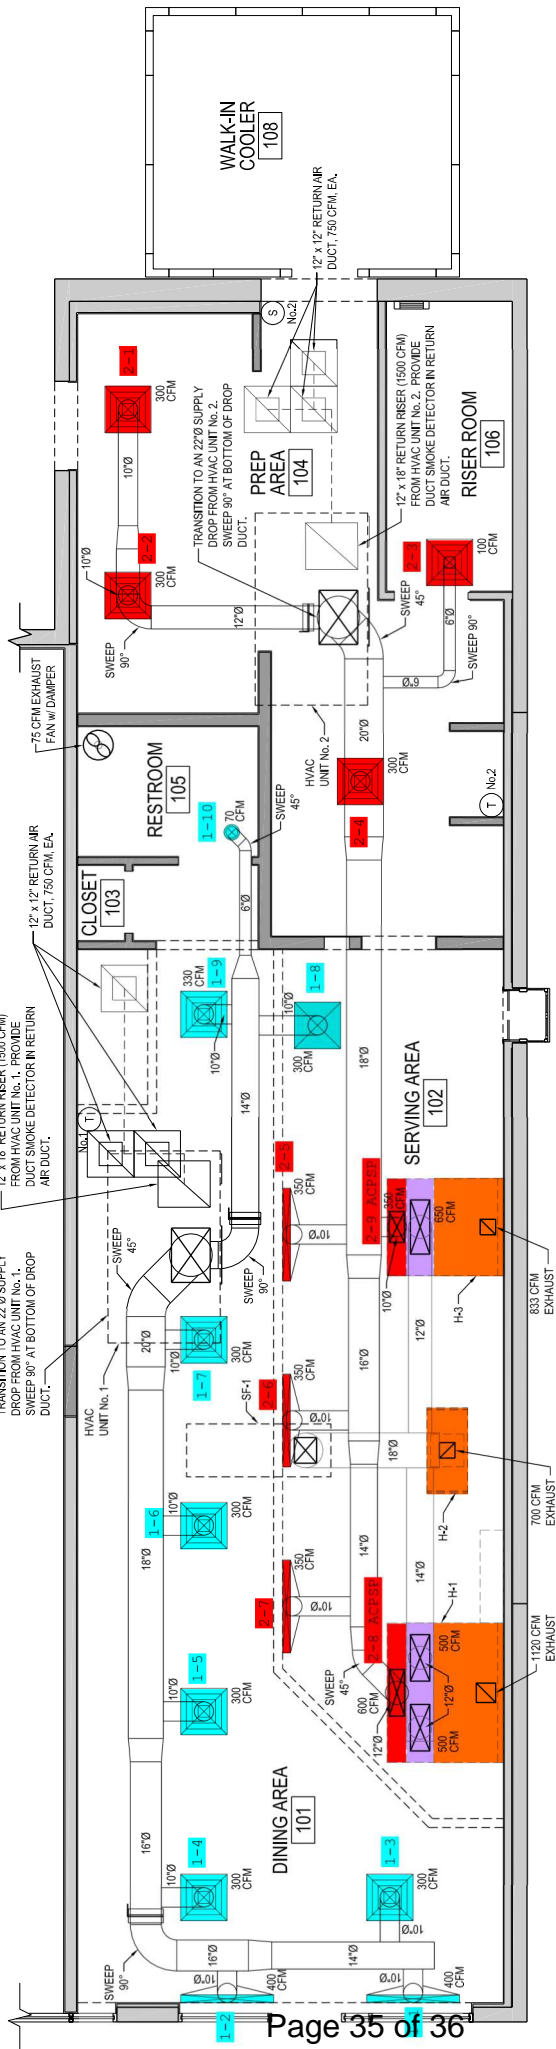 WALK-IN
COOLER
108
12" x 12" RETURN AIR
DUCT, 750 CFM, EA.
S
No.2
2-1
300
CFM
10"Ø
2-2
10"Ø
300
CFM
SWEEP
90°
12"Ø
TRANSITION TO AN 22"Ø SUPPLY
DROP FROM HVAC UNIT No. 2.
SWEEP 90° AT BOTTOM OF DROP
DUCT.
PREP
AREA
104
12" x 18" RETURN RISER (1500 CFM)
FROM HVAC UNIT No. 2. PROVIDE
DUCT SMOKE DETECTOR IN RETURN
AIR DUCT.
RISER ROOM
106
2-3
100
CFM
SWEEP
45°
6"Ø
SWEEP 90°
6"Ø
20"Ø
HVAC
UNIT No. 2
300
CFM
2-4
T
No.2
75 CFM EXHAUST
FAN w/ DAMPER
RESTROOM
105
1-10
70
CFM
SWEEP
45°
CLOSET
103
12" x 12" RETURN AIR
DUCT, 750 CFM, EA.
6"Ø
330
CFM
1-9
10"Ø
1-8
10"Ø
300
CFM
14"Ø
12" x 18" RETURN RISER (1500 CFM)
FROM HVAC UNIT No. 1. PROVIDE
DUCT SMOKE DETECTOR IN RETURN
AIR DUCT.
No.1
T
TRANSITION TO AN 22"Ø SUPPLY
DROP FROM HVAC UNIT No. 1.
SWEEP 90° AT BOTTOM OF DROP
DUCT.
SWEEP
45°
SWEEP
90°
HVAC
UNIT No. 1
20"Ø
10"Ø
1-7
300
CFM
18"Ø
SERVING AREA
102
2-5
350
CFM
10"Ø
2-9 ACPSP
350
CFM
10"Ø
650
CFM
H-3
833 CFM
EXHAUST
12"Ø
16"Ø
2-6
350
CFM
SF-1
10"Ø
18"Ø
H-2
700 CFM
EXHAUST
18"Ø
1-6
10"Ø
300
CFM
14"Ø
14"Ø
2-7
350
CFM
10"Ø
2-8 ACPSP
SWEEP
45°
600
CFM
12"Ø
500
CFM
12"Ø
500
CFM
H-1
1120 CFM
EXHAUST
1-5
10"Ø
300
CFM
DINING AREA
101
16"Ø
10"Ø
1-4
300
CFM
1-3
300
CFM
10"Ø
SWEEP
90°
16"Ø
14"Ø
10"Ø
400
CFM
1-2
10"Ø
400
CFM
Page 35 of 36